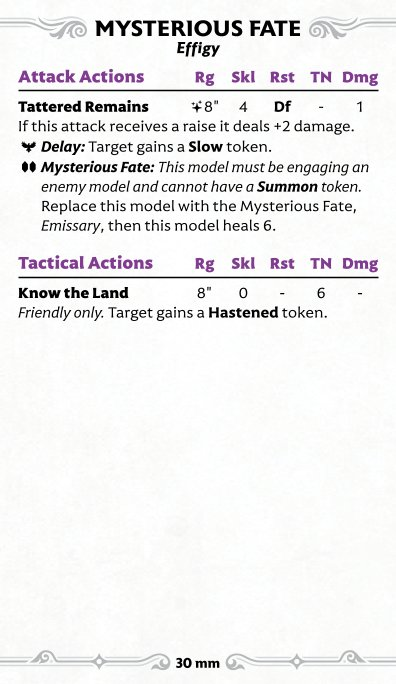 MYSTERIOUS FATE
Effigy
Attack Actions Rg Skl Rst TN Dmg
Tattered Remains 8" 4 Df - 1
If this attack receives a raise it deals +2 damage.
Delay: Target gains a Slow token.
Mysterious Fate: This model must be engaging an
enemy model and cannot have a Summon token.
Replace this model with the Mysterious Fate,
Emissary, then this model heals 6.
Tactical Actions Rg Skl Rst TN Dmg
Know the Land 8" 0 - 6 -
Friendly only. Target gains a Hastened token.
30 mm